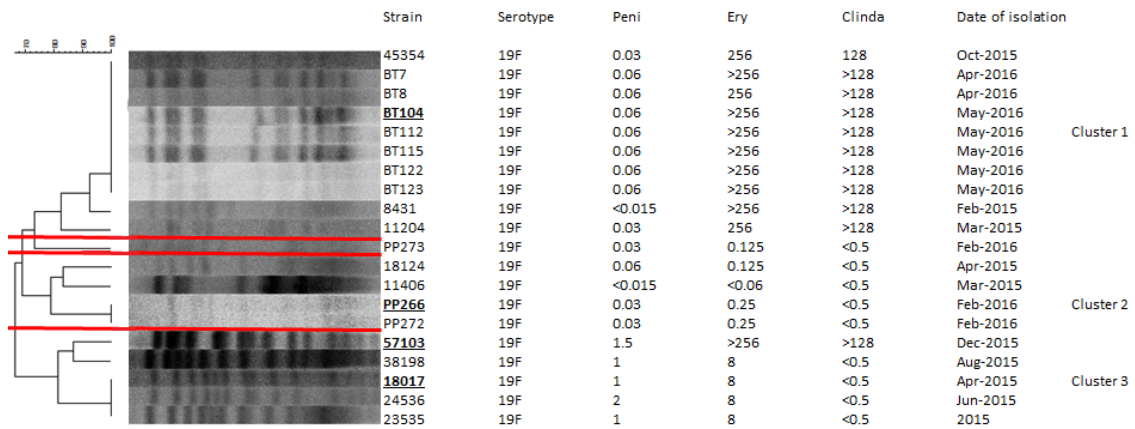 Strain Serotype Peni Ery Clinda Date of isolation
70 80 90 100
45354 19F 0.03 256 128 Oct-2015
BT7 19F 0.06 >256 >128 Apr-2016
BT8 19F 0.06 256 >128 Apr-2016
BT104 19F 0.06 >256 >128 May-2016
BT112 19F 0.06 >256 >128 May-2016 Cluster 1
BT115 19F 0.06 >256 >128 May-2016
BT122 19F 0.06 >256 >128 May-2016
BT123 19F 0.06 >256 >128 May-2016
8431 19F <0.015 >256 >128 Feb-2015
11204 19F 0.03 256 >128 Mar-2015
PP273 19F 0.03 0.125 <0.5 Feb-2016
18124 19F 0.06 0.125 <0.5 Apr-2015
11406 19F <0.015 <0.06 <0.5 Mar-2015
PP266 19F 0.03 0.25 <0.5 Feb-2016 Cluster 2
PP272 19F 0.03 0.25 <0.5 Feb-2016
57103 19F 1.5 >256 >128 Dec-2015
38198 19F 1 8 <0.5 Aug-2015
18017 19F 1 8 <0.5 Apr-2015 Cluster 3
24536 19F 2 8 <0.5 Jun-2015
23535 19F 1 8 <0.5 2015